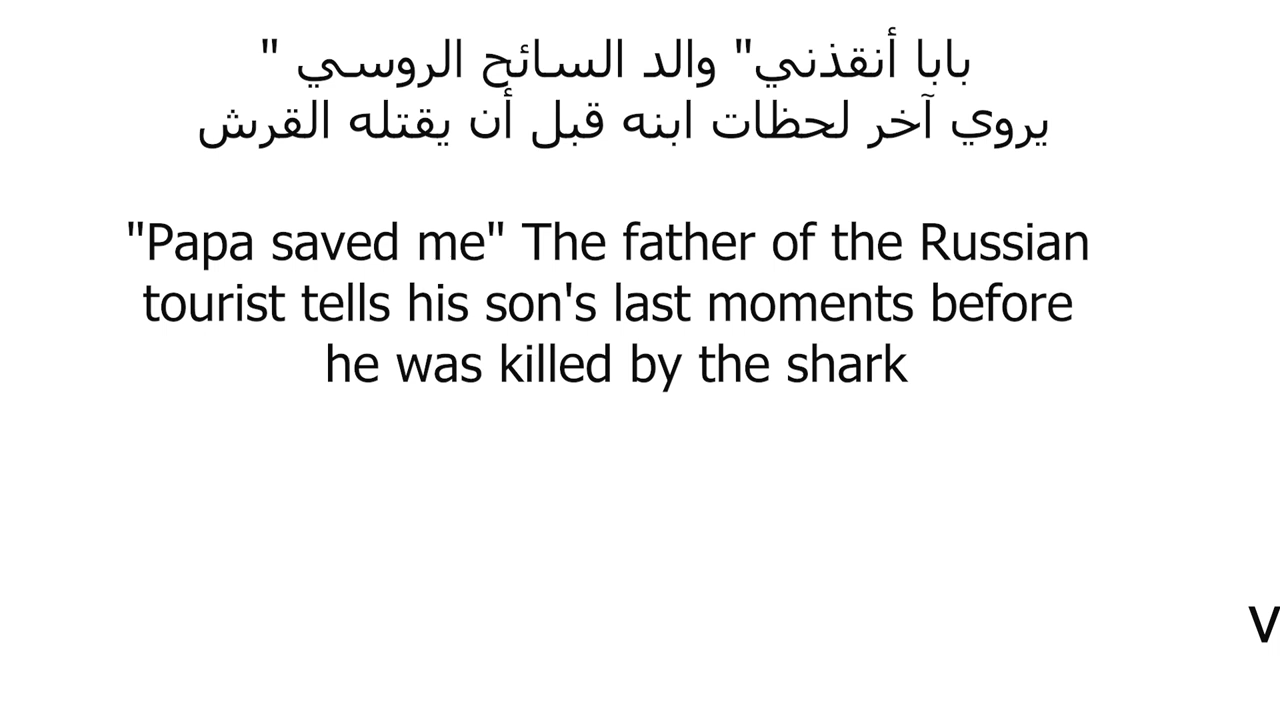 بابا أنقذني" والد السائح الروسي "
يروي آخر لحظات ابنه قبل أن يقتله القرش
"Papa saved me" The father of the Russian
tourist tells his son's last moments before
he was killed by the shark
V